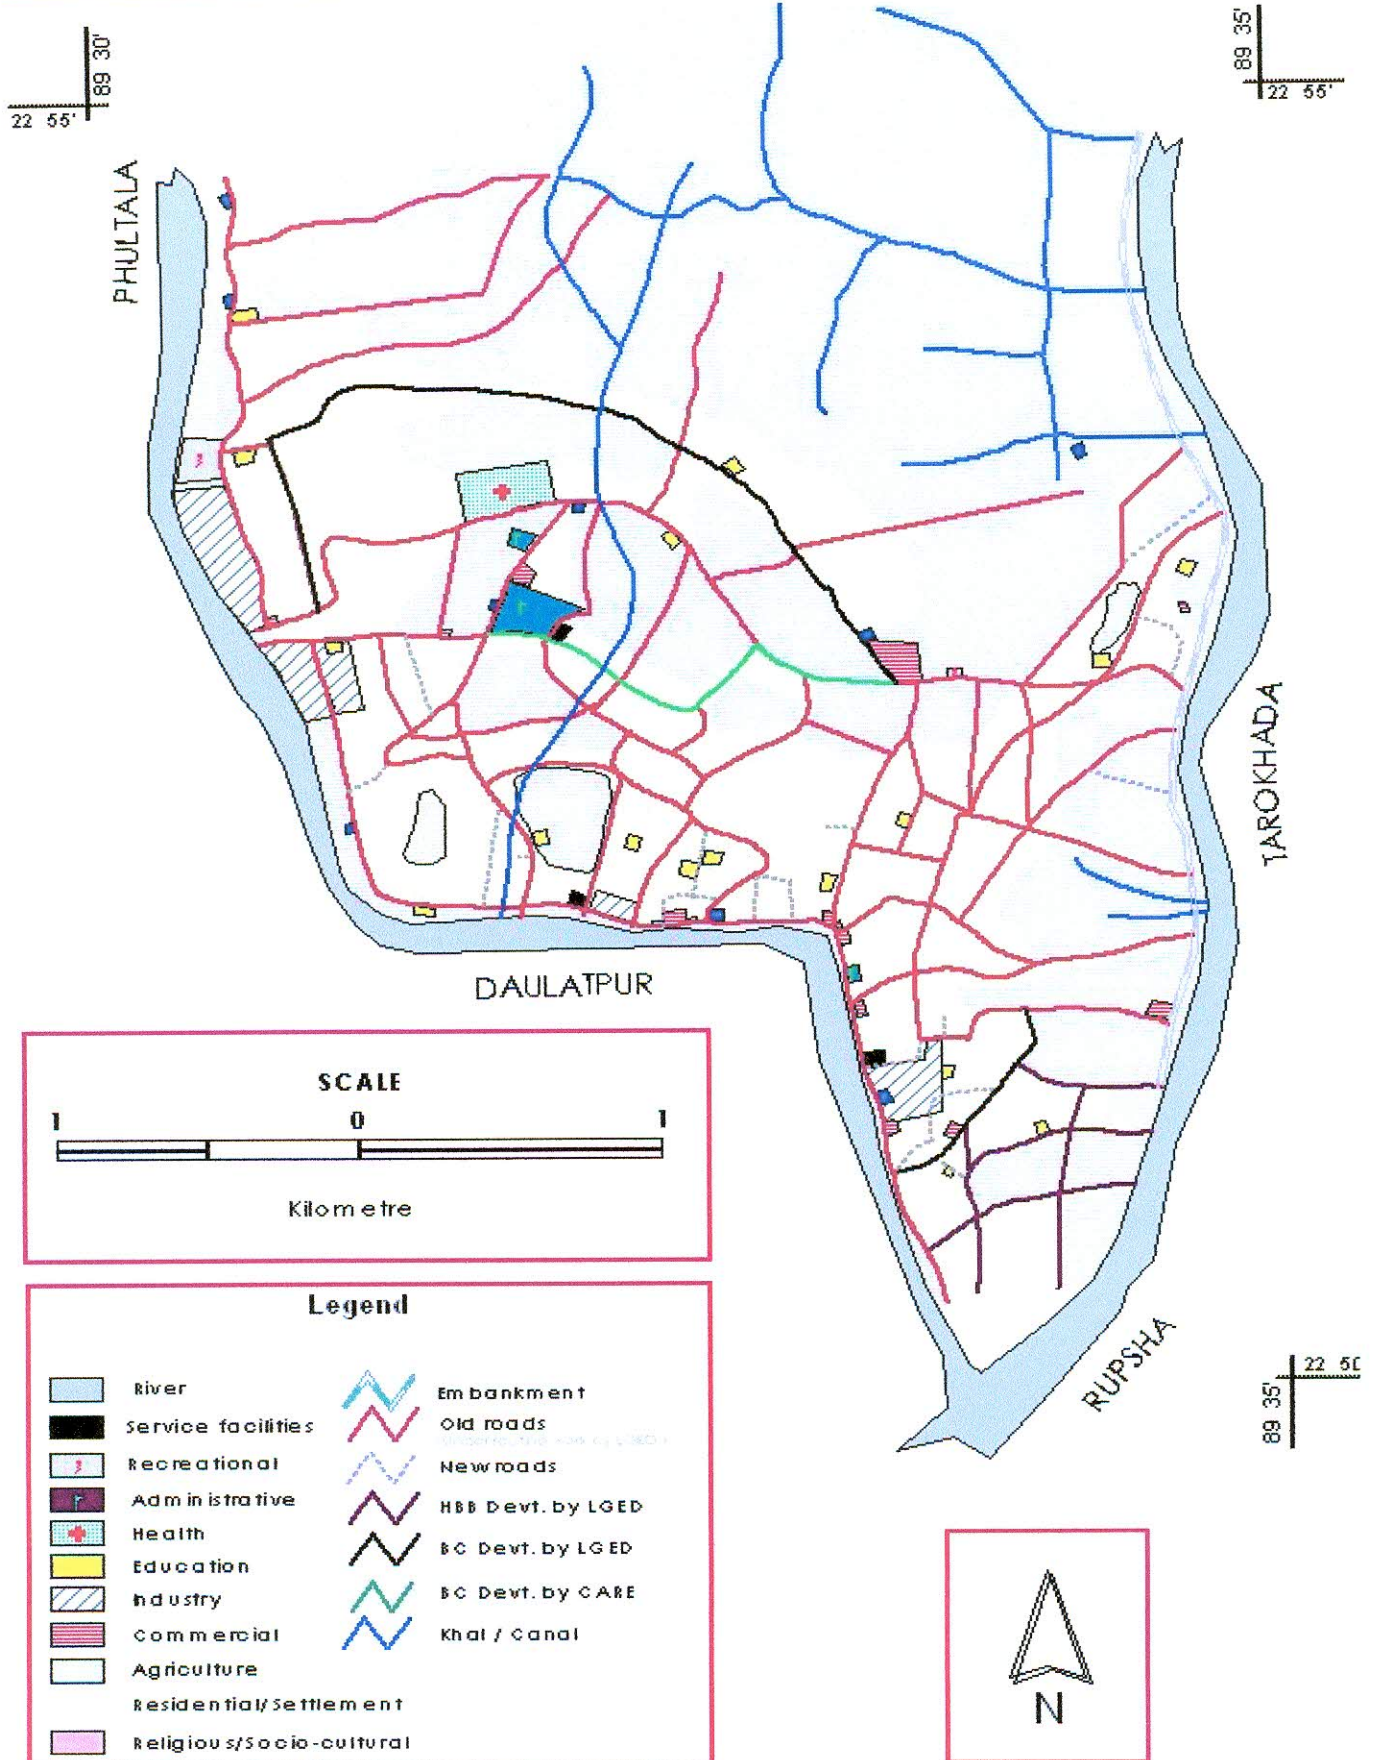 89 30'
22 55'
89 35'
22 55'
PHULTALA
TAROKHADA
DAULATPUR
RUPSHA
22 50
89 35'
SCALE
1 0 1
Kilometre
Legend
River
Service facilities
Recreational
Administrative
Health
Education
Industry
Commercial
Agriculture
Residential/Settlement
Religious/Socio-cultural
Embankment
Old roads
New roads
HBB Devt. by LGED
BC Devt. by LGED
BC Devt. by CARE
Khal / Canal
N